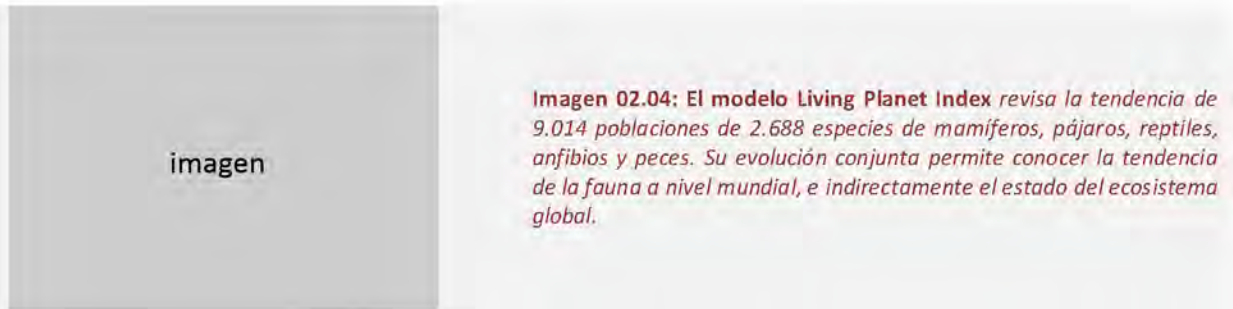 imagen
Imagen 02.04: El modelo Living Planet Index revisa la tendencia de
9.014 poblaciones de 2.688 especies de mamíferos, pájaros, reptiles,
anfibios y peces. Su evolución conjunta permite conocer la tendencia
de la fauna a nivel mundial, e indirectamente el estado del ecosistema
global.